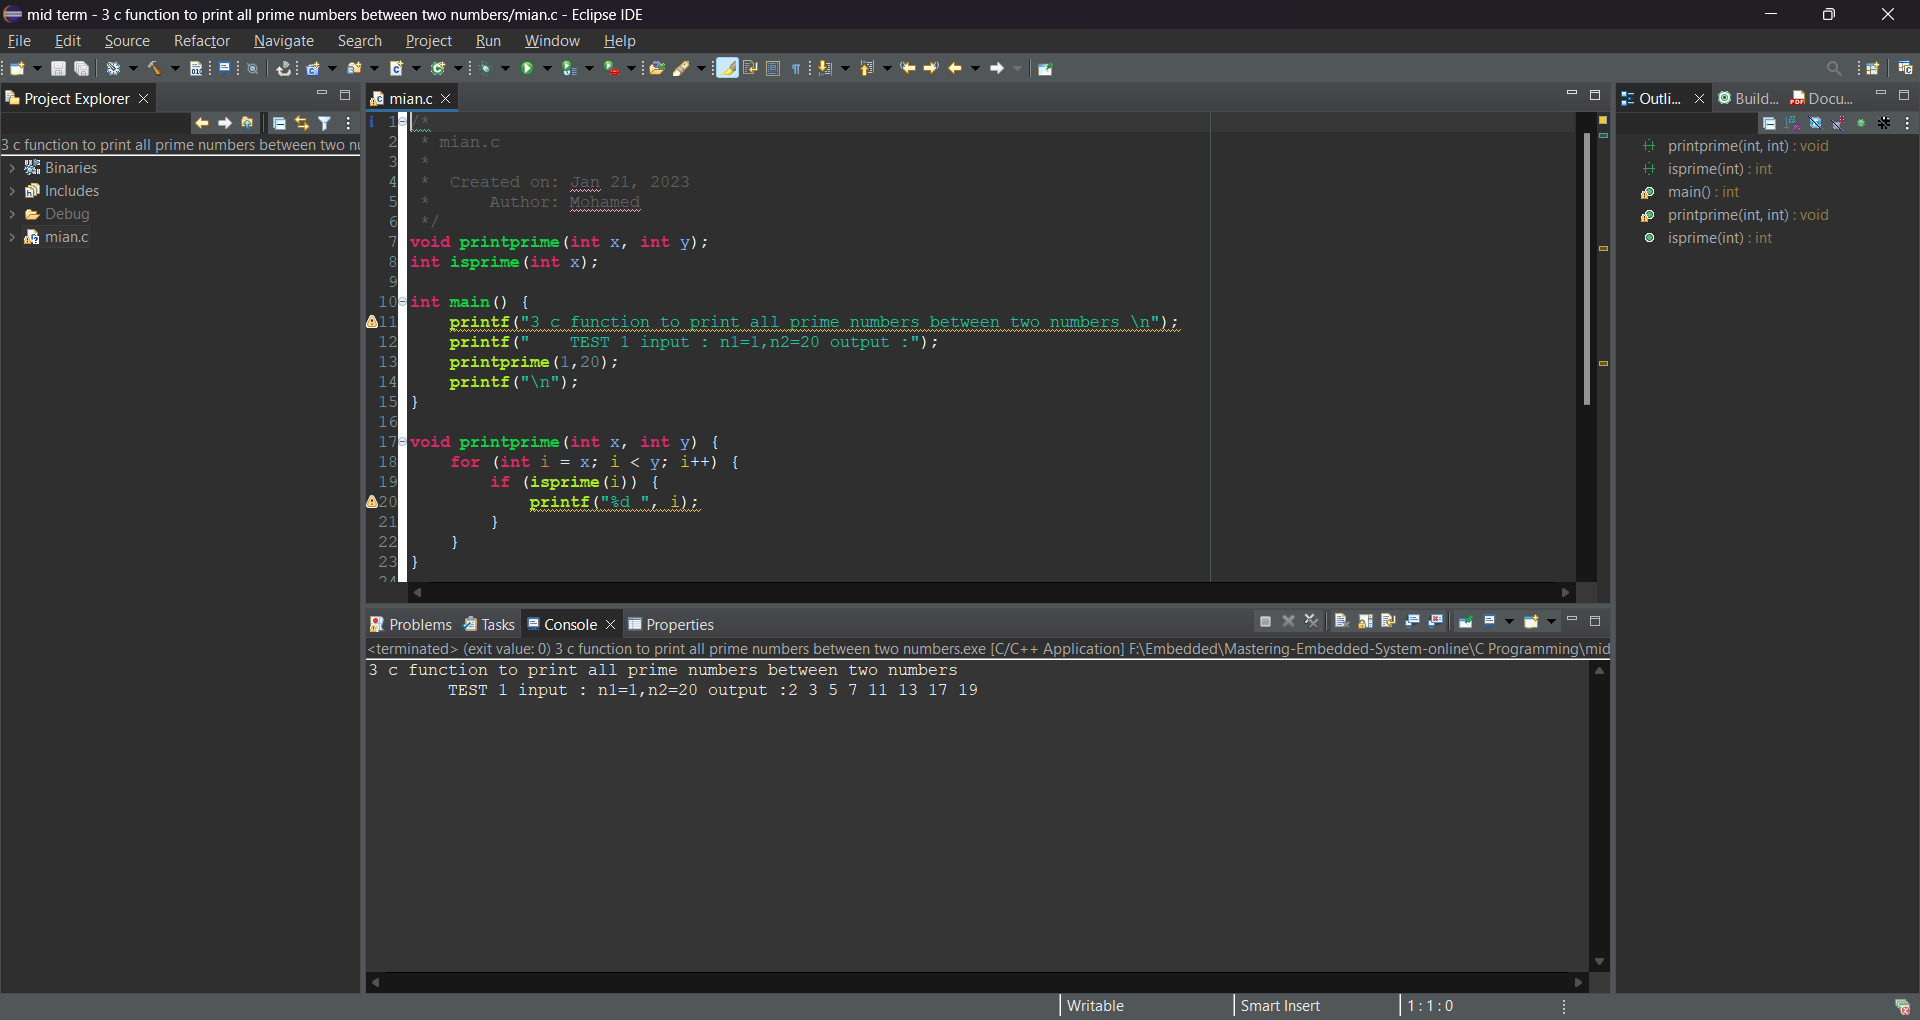 mid term - 3 c function to print all prime numbers between two numbers/mian.c - Eclipse IDE
File Edit Source Refactor Navigate Search Project Run Window Help
Project Explorer
3 c function to print all prime numbers between two
Binaries
Includes
Debug
mian.c
mian.c
1 /*
2 * mian.c
3 *
4 * Created on: Jan 21, 2023
5 * Author: Mohamed
6 */
7 void printprime(int x, int y);
8 int isprime(int x);
9
10 int main() {
11 printf("3 c function to print all prime numbers between two numbers \n");
12 printf("    TEST 1 input : n1=1,n2=20 output :");
13 printprime(1,20);
14 printf("\n");
15 }
16
17 void printprime(int x, int y) {
18 for (int i = x; i < y; i++) {
19 if (isprime(i)) {
20 printf("%d ", i);
21 }
22 }
23 }
24
Problems Tasks Console Properties
<terminated> (exit value: 0) 3 c function to print all prime numbers between two numbers.exe [C/C++ Application] F:\Embedded\Mastering-Embedded-System-online\C Programming\mid
3 c function to print all prime numbers between two numbers
TEST 1 input : n1=1,n2=20 output :2 3 5 7 11 13 17 19
Outli... Build... Docu...
printprime(int, int) : void
isprime(int) : int
main() : int
printprime(int, int) : void
isprime(int) : int
Writable Smart Insert 1 : 1 : 0